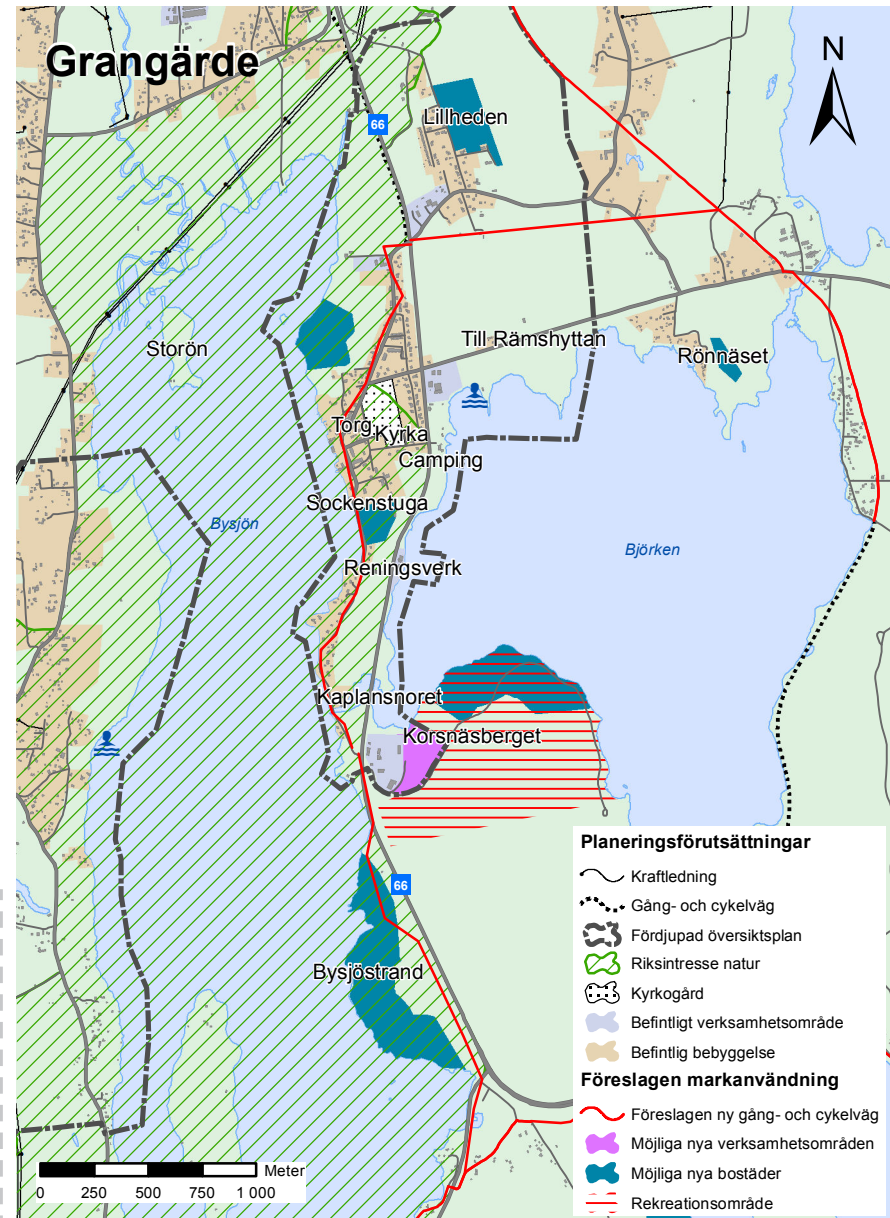 Grangärde
N
66
Lillheden
Till Rämshyttan
Storön
Rönnäset
Torg
Kyrka
Camping
Sockenstuga
Bysjön
Björken
Reningsverk
Kaplansnoret
Korsnäsberget
66
Bysjöstrand
Planeringsförutsättningar
Kraftledning
Gång- och cykelväg
Fördjupad översiktsplan
Riksintresse natur
Kyrkogård
Befintligt verksamhetsområde
Befintlig bebyggelse
Föreslagen markanvändning
Föreslagen ny gång- och cykelväg
Möjliga nya verksamhetsområden
Möjliga nya bostäder
Rekreationsområde
Meter
0 250 500 750 1 000